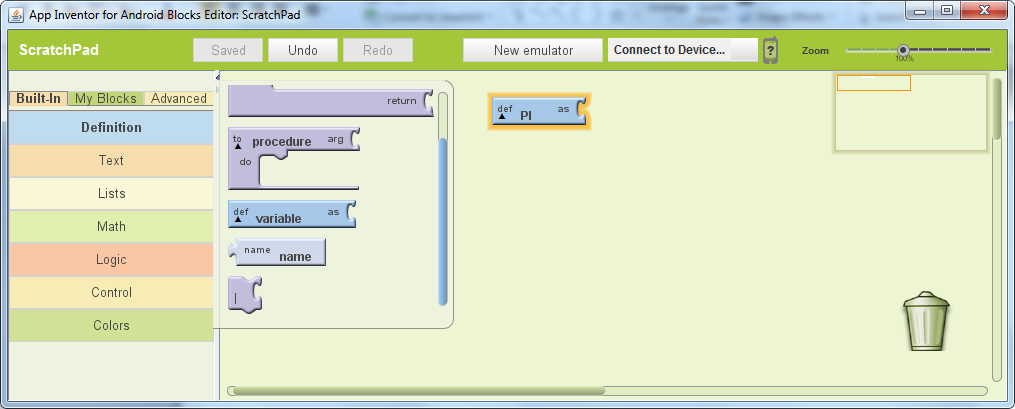 App Inventor for Android Blocks Editor: ScratchPad
ScratchPad Saved Undo Redo New emulator Connect to Device... Zoom
100%
Built-In My Blocks Advanced
Definition
Text
Lists
Math
Logic
Control
Colors
return
to procedure arg
do
def variable as
name name
def PI as